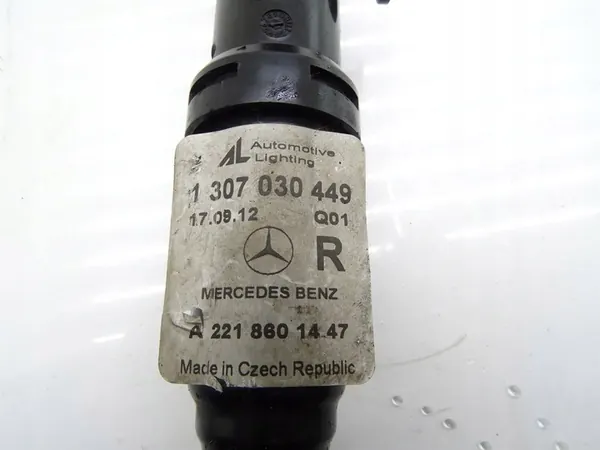 AL Automotive
Lighting
1 307 030 449
17.09.12 Q01
R
MERCEDES BENZ
A 221 860 14 47
Made in Czech Republic